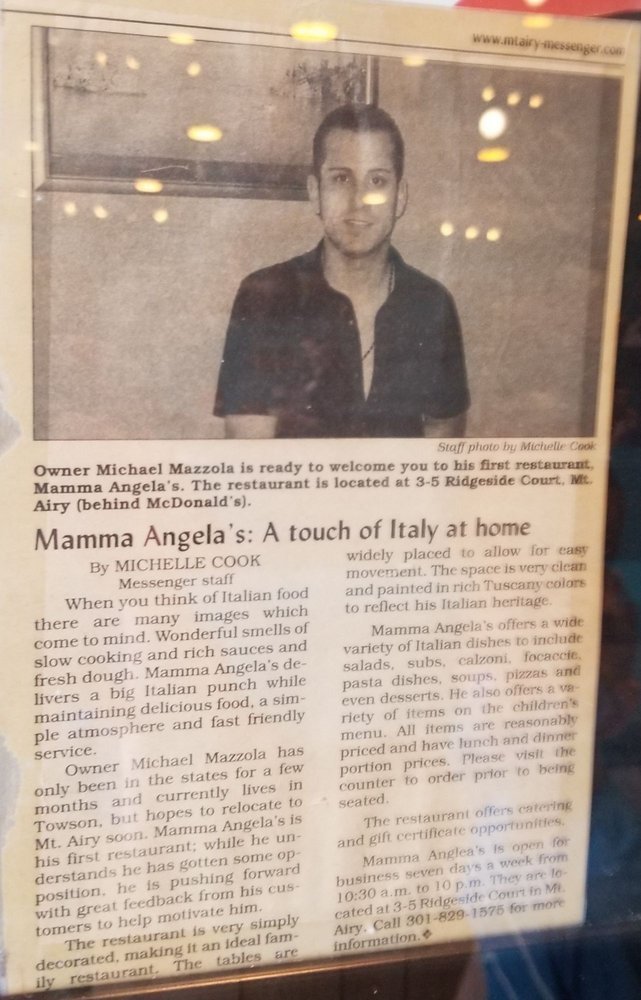 www.mtairy-messenger.com
Staff photo by Michelle Cook
Owner Michael Mazzola is ready to welcome you to his first restaurant,
Mamma Angela's. The restaurant is located at 3-5 Ridgeside Court, Mt.
Airy (behind McDonald's).
Mamma Angela's: A touch of Italy at home
By MICHELLE COOK
Messenger staff
When you think of Italian food
there are many images which
come to mind. Wonderful smells of
slow cooking and rich sauces and
fresh dough. Mamma Angela's de-
livers a big Italian punch while
maintaining delicious food, a sim-
ple atmosphere and fast friendly
service.
Owner Michael Mazzola has
only been in the states for a few
months and currently lives in
Towson, but hopes to relocate to
Mt. Airy soon. Mamma Angela's is
his first restaurant; while he un-
derstands he has gotten some op-
position, he is pushing forward
with great feedback from his cus-
tomers to help motivate him.
The restaurant is very simply
decorated, making it an ideal fam-
ily restaurant. The tables are
widely placed to allow for easy
movement. The space is very clean
and painted in rich Tuscany colors
to reflect his Italian heritage.
Mamma Angela's offers a wide
variety of Italian dishes to include
salads, subs, calzoni, focaccie,
pasta dishes, soups, pizzas and
even desserts. He also offers a va-
riety of items on the children's
menu. All items are reasonably
priced and have lunch and dinner
portion prices. Please visit the
counter to order prior to being
seated.
The restaurant offers catering
and gift certificate opportunities.
Mamma Anglea's is open for
business seven days a week from
10:30 a.m. to 10 p.m. They are lo-
cated at 3-5 Ridgeside Court in Mt.
Airy. Call 301-829-1575 for more
information.❖